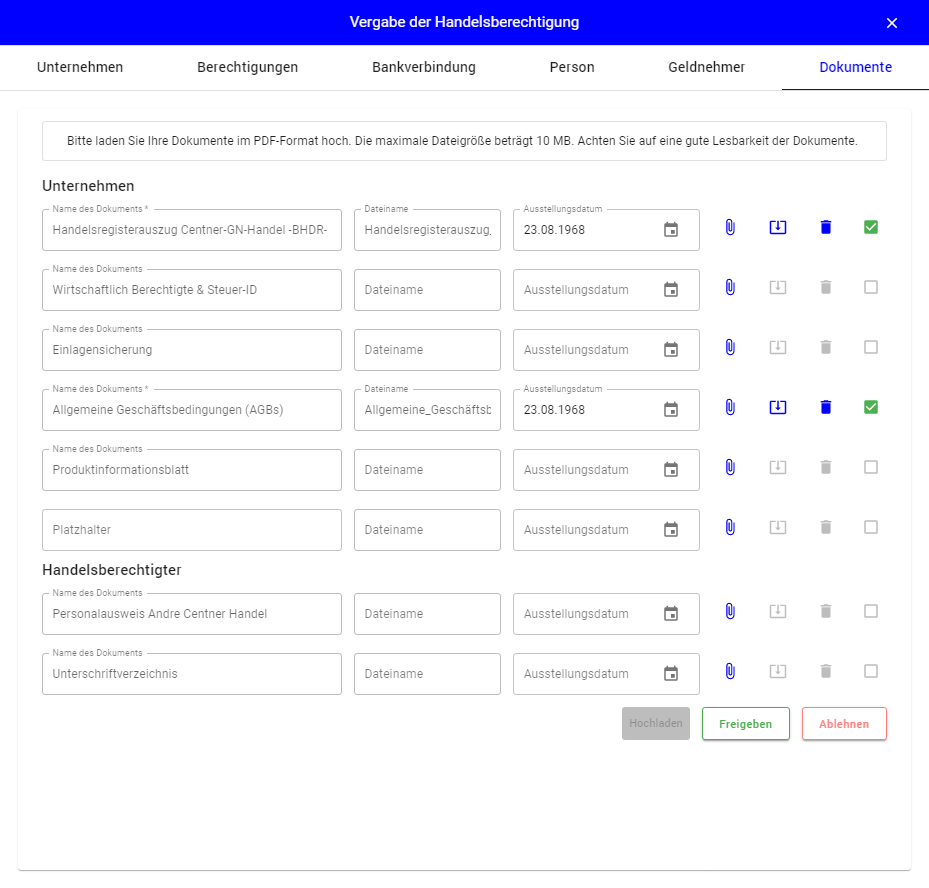 Vergabe der Handelsberechtigung
Unternehmen Berechtigungen Bankverbindung Person Geldnehmer Dokumente
Bitte laden Sie Ihre Dokumente im PDF-Format hoch. Die maximale Dateigröße beträgt 10 MB. Achten Sie auf eine gute Lesbarkeit der Dokumente.
Unternehmen
Name des Dokuments * Dateiname Ausstellungsdatum
Handelsregisterauszug Centner-GN-Handel -BHDR- Handelsregisterauszug_ 23.08.1968
Name des Dokuments
Wirtschaftlich Berechtigte & Steuer-ID Dateiname Ausstellungsdatum
Name des Dokuments
Einlagensicherung Dateiname Ausstellungsdatum
Name des Dokuments * Dateiname Ausstellungsdatum
Allgemeine Geschäftsbedingungen (AGBs) Allgemeine_Geschäftsb 23.08.1968
Name des Dokuments
Produktinformationsblatt Dateiname Ausstellungsdatum
Platzhalter Dateiname Ausstellungsdatum
Handelsberechtigter
Name des Dokuments
Personalausweis Andre Centner Handel Dateiname Ausstellungsdatum
Name des Dokuments
Unterschriftverzeichnis Dateiname Ausstellungsdatum
Hochladen Freigeben Ablehnen